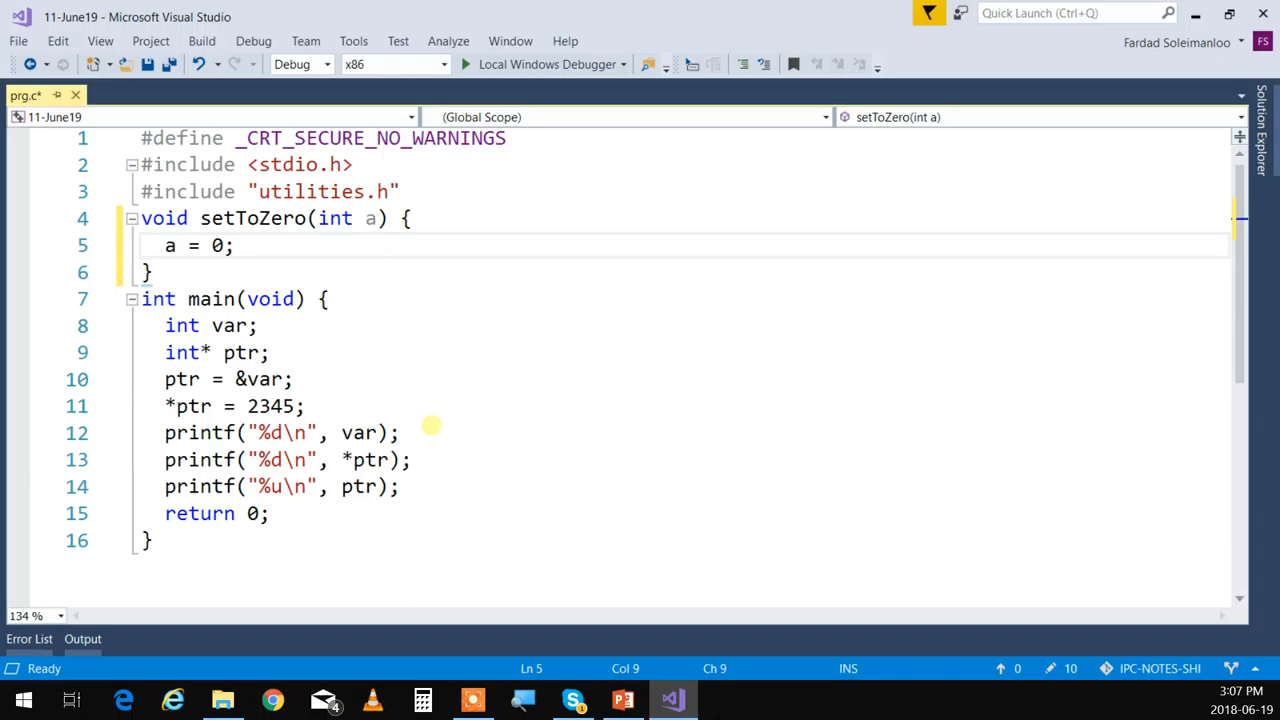 11-June19 - Microsoft Visual Studio
Quick Launch (Ctrl+Q)
File Edit View Project Build Debug Team Tools Test Analyze Window Help
Fardad Soleimanloo FS
Debug x86 Local Windows Debugger
prg.c*
11-June19 (Global Scope) setToZero(int a)
1 #define _CRT_SECURE_NO_WARNINGS
2 #include <stdio.h>
3 #include "utilities.h"
4 void setToZero(int a) {
5 a = 0;
6 }
7 int main(void) {
8 int var;
9 int* ptr;
10 ptr = &var;
11 *ptr = 2345;
12 printf("%d\n", var);
13 printf("%d\n", *ptr);
14 printf("%u\n", ptr);
15 return 0;
16 }
Solution Explorer
134 %
Error List Output
Ready Ln 5 Col 9 Ch 9 INS 0 10 IPC-NOTES-SHI
4
1
3:07 PM
2018-06-19